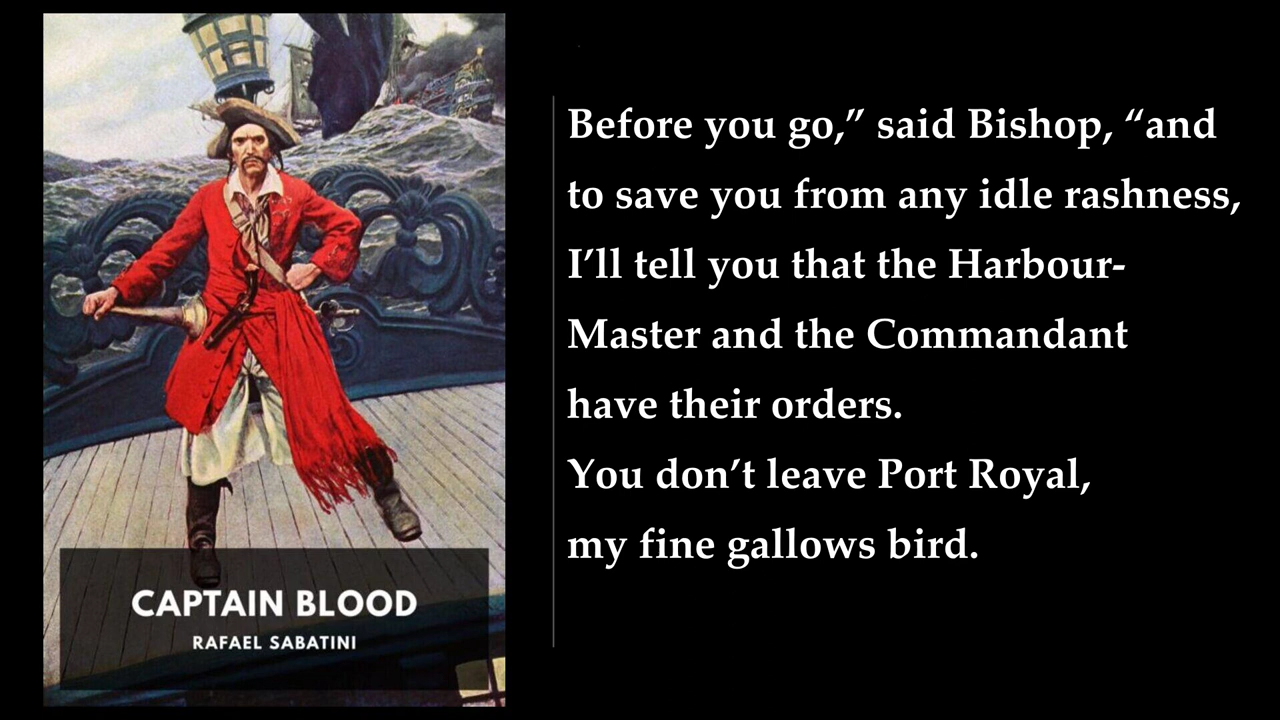 CAPTAIN BLOOD
RAFAEL SABATINI
Before you go,” said Bishop, “and
to save you from any idle rashness,
I’ll tell you that the Harbour-
Master and the Commandant
have their orders.
You don’t leave Port Royal,
my fine gallows bird.